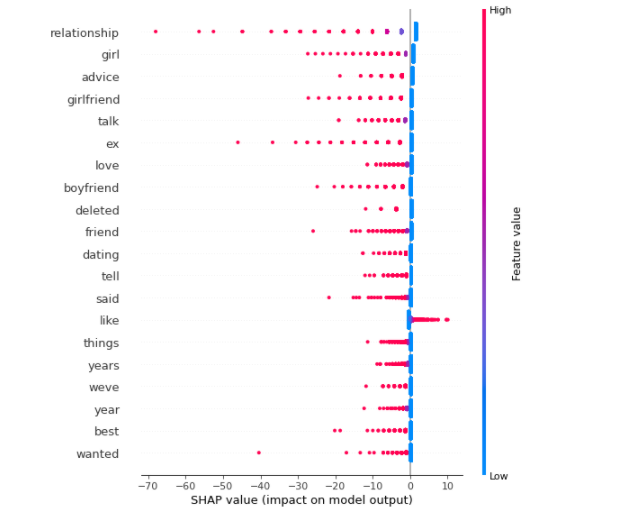 High
relationship
girl
advice
girlfriend
talk
ex
love
boyfriend
deleted
friend
dating
tell
said
like
things
years
weve
year
best
wanted
Feature value
Low
−70 −60 −50 −40 −30 −20 −10 0 10
SHAP value (impact on model output)